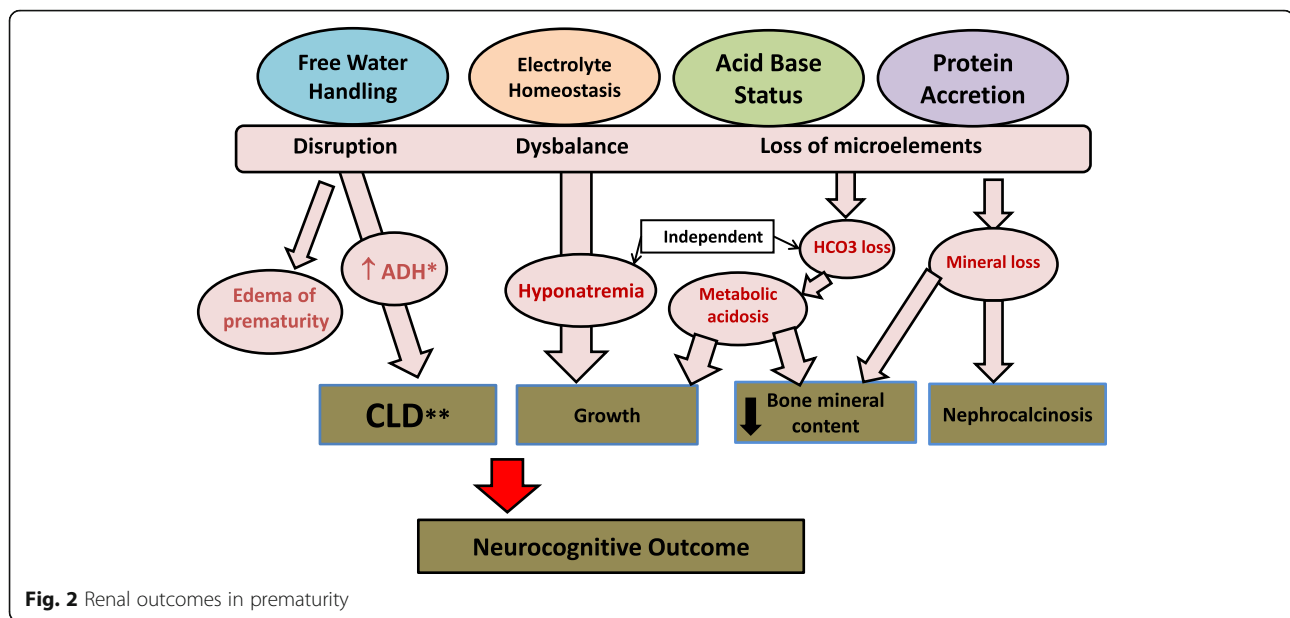 Free Water
Handling
Electrolyte
Homeostasis
Acid Base
Status
Protein
Accretion
Disruption
Dysbalance
Loss of microelements
Independent
HCO3 loss
Mineral loss
↑ ADH*
Edema of
prematurity
Hyponatremia
Metabolic
acidosis
CLD**
Growth
Bone mineral
content
Nephrocalcinosis
Neurocognitive Outcome
Fig. 2 Renal outcomes in prematurity